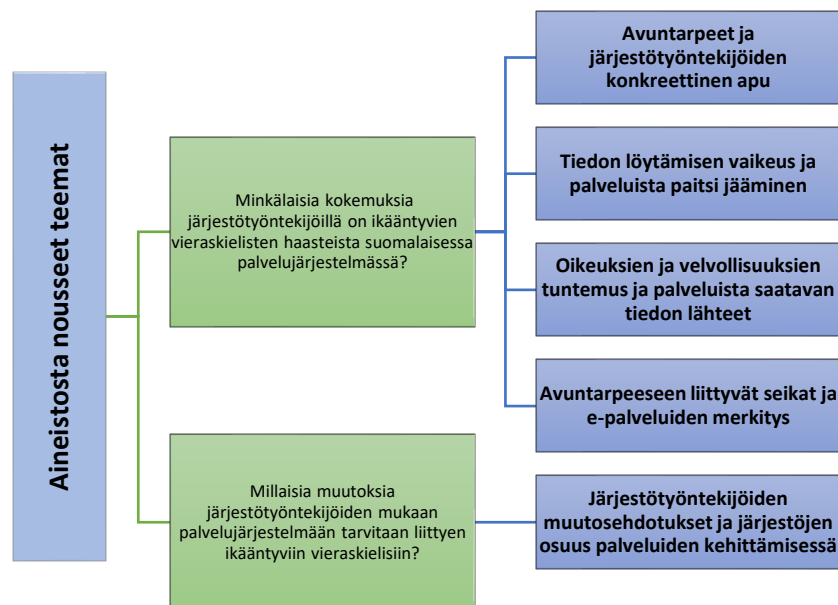 Aineistosta nousseet teemat
Minkälaisia kokemuksia
järjestötyöntekijöillä on ikääntyvien
vieraskielisten haasteista suomalaisessa
palvelujärjestelmässä?
Avuntarpeet ja
järjestötyöntekijöiden
konkreettinen apu
Tiedon löytämisen vaikeus ja
palveluista paitsi jääminen
Oikeuksien ja velvollisuuksien
tuntemus ja palveluista saatavan
tiedon lähteet
Avuntarpeeseen liittyvät seikat ja
e-palveluiden merkitys
Millaisia muutoksia
järjestötyöntekijöiden mukaan
palvelujärjestelmään tarvitaan liittyen
ikääntyviin vieraskielisiin?
Järjestötyöntekijöiden
muutosehdotukset ja järjestöjen
osuus palveluiden kehittämisessä